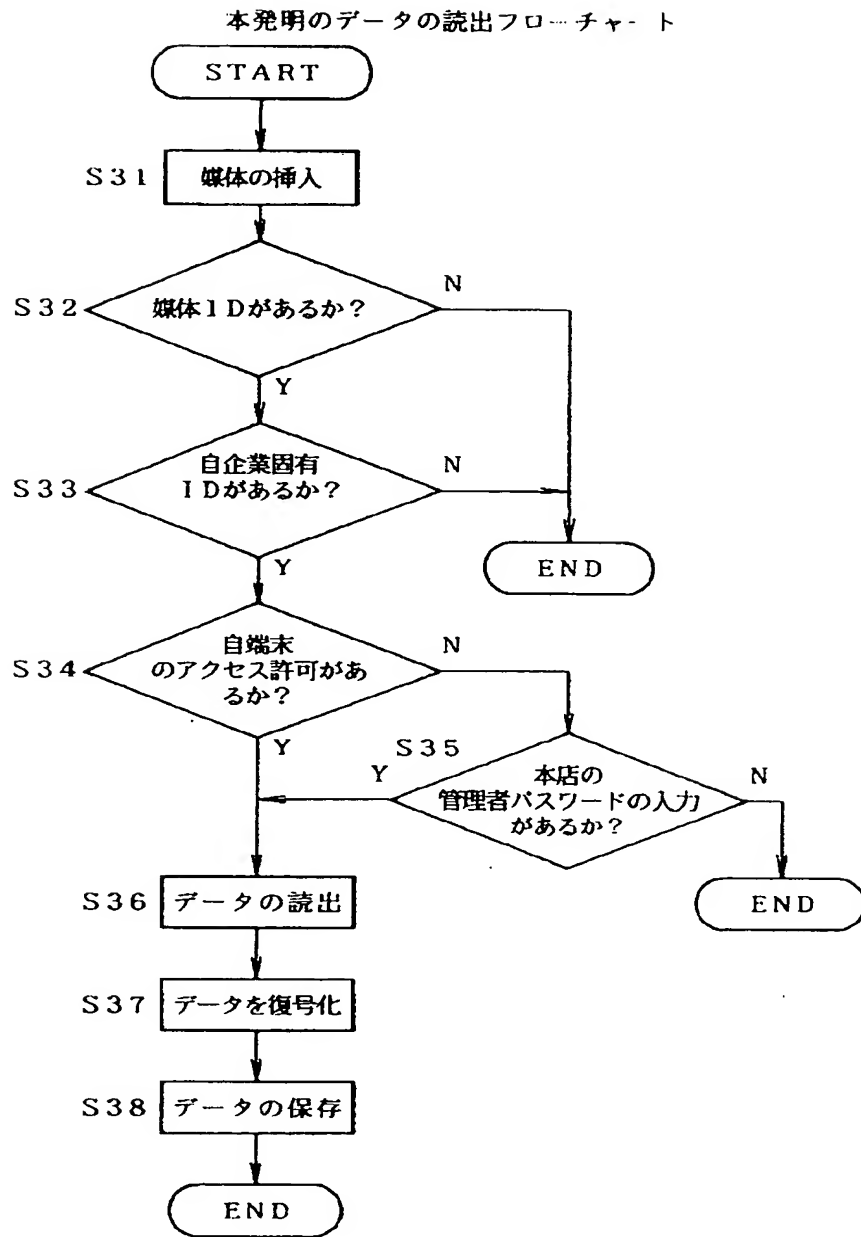 本発明のデータの読出フローチャート
START
S31
媒体の挿入
S32
媒体IDがあるか？
N
Y
S33
自企業固有
IDがあるか？
N
Y
END
S34
自端末
のアクセス許可があ
るか？
N
Y
S35
Y
本店の
管理者パスワードの入力
があるか？
N
END
S36
データの読出
S37
データを復号化
S38
データの保存
END